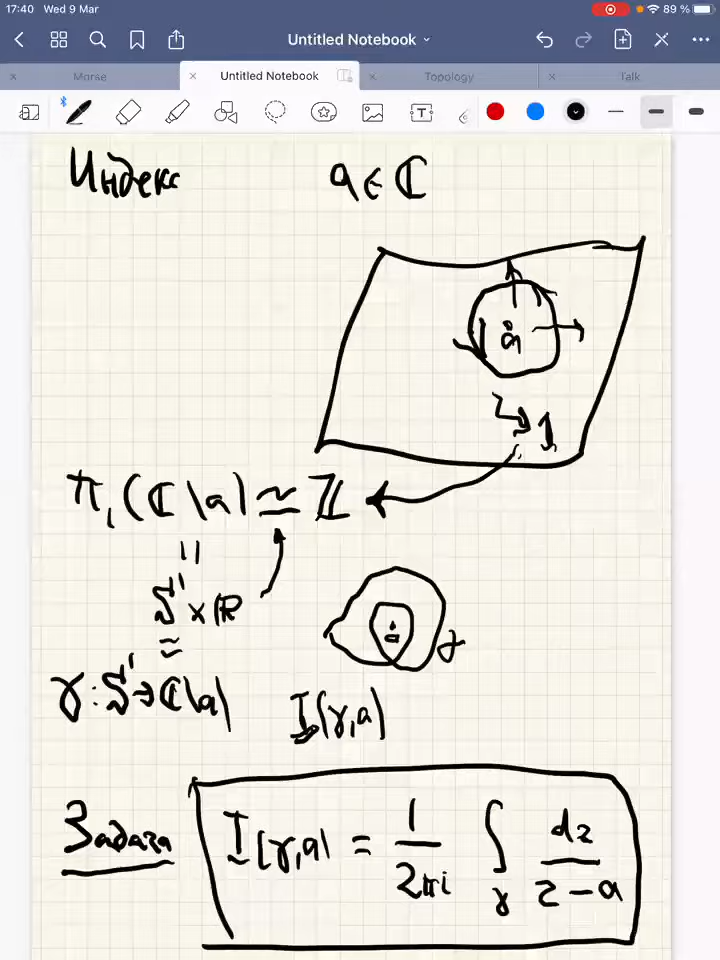 17:40 Wed 9 Mar 89 %
Untitled Notebook
Morse Untitled Notebook Topology Talk
Индекс a ∈ ℂ
a
1
π₁(ℂ\a) ≃ ℤ
=
S¹ × ℝ
≃
a
γ
γ : S¹ → ℂ\a
I(γ, a)
Задача I(γ, a) = 1/2πi ∫_γ dz/z − a